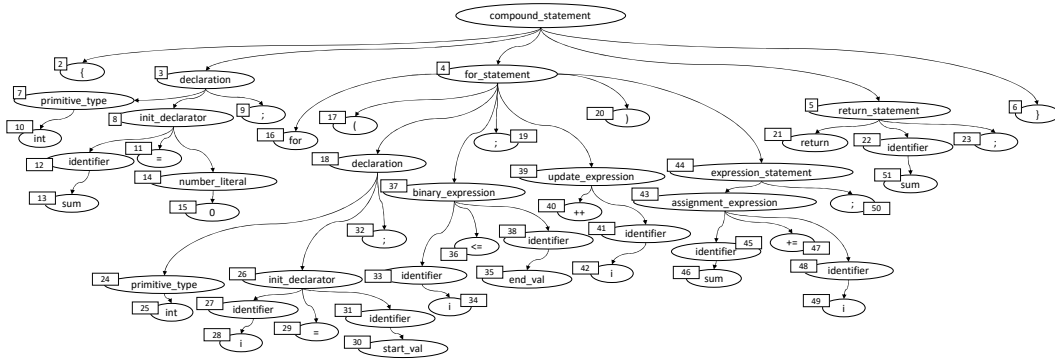 compound_statement
2 {
3 declaration
4 for_statement
5 return_statement
6 }
7 primitive_type
8 init_declarator
9 ;
10 int
11 =
12 identifier
13 sum
14 number_literal
15 0
16 for
17 (
18 declaration
19 ;
20 )
21 return
22 identifier
23 ;
24 primitive_type
25 int
26 init_declarator
27 identifier
28 i
29 =
30 start_val
31 identifier
32 ;
33 identifier
34 i
35 end_val
36 <=
37 binary_expression
38 identifier
39 update_expression
40 ++
41 identifier
42 i
43 assignment_expression
44 expression_statement
45 identifier
46 sum
47 +=
48 identifier
49 i
50 ;
51 sum